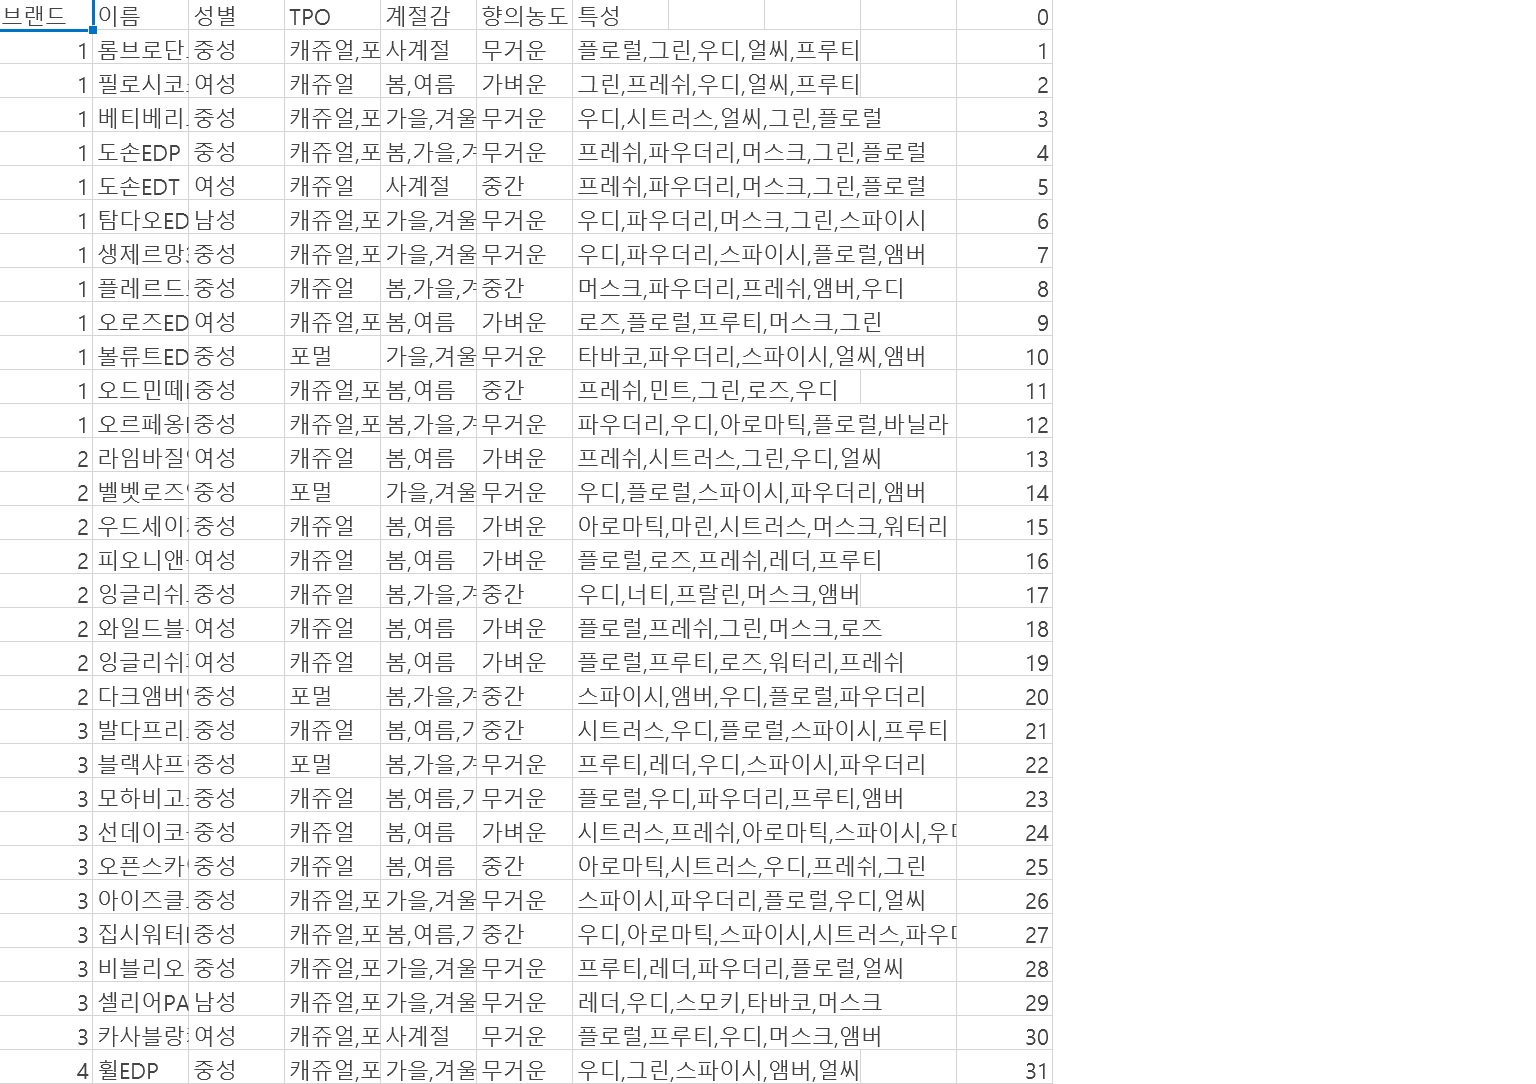 브랜드 이름 성별 TPO 계절감 향의농도 특성 0
1 롬브로단 중성 캐쥬얼,포 사계절 무거운 플로럴,그린,우디,얼씨,프루티 1
1 필로시코 여성 캐쥬얼 봄,여름 가벼운 그린,프레쉬,우디,얼씨,프루티 2
1 베티베리 중성 캐쥬얼,포 가을,겨울 무거운 우디,시트러스,얼씨,그린,플로럴 3
1 도손EDP 중성 캐쥬얼,포 봄,가을,겨 무거운 프레쉬,파우더리,머스크,그린,플로럴 4
1 도손EDT 여성 캐쥬얼 사계절 중간 프레쉬,파우더리,머스크,그린,플로럴 5
1 탐다오ED 남성 캐쥬얼,포 가을,겨울 무거운 우디,파우더리,머스크,그린,스파이시 6
1 생제르망 중성 캐쥬얼,포 가을,겨울 무거운 우디,파우더리,스파이시,플로럴,앰버 7
1 플레르드 중성 캐쥬얼 봄,가을,겨 중간 머스크,파우더리,프레쉬,앰버,우디 8
1 오로즈ED 여성 캐쥬얼,포 봄,여름 가벼운 로즈,플로럴,프루티,머스크,그린 9
1 볼류트ED 중성 포멀 가을,겨울 무거운 타바코,파우더리,스파이시,얼씨,앰버 10
1 오드민떼 중성 캐쥬얼,포 봄,여름 중간 프레쉬,민트,그린,로즈,우디 11
1 오르페옹 중성 캐쥬얼,포 봄,가을,겨 무거운 파우더리,우디,아로마틱,플로럴,바닐라 12
2 라임바질 여성 캐쥬얼 봄,여름 가벼운 프레쉬,시트러스,그린,우디,얼씨 13
2 벨벳로즈 중성 포멀 가을,겨울 무거운 우디,플로럴,스파이시,파우더리,앰버 14
2 우드세이 중성 캐쥬얼 봄,여름 가벼운 아로마틱,마린,시트러스,머스크,워터리 15
2 피오니앤 여성 캐쥬얼 봄,여름 가벼운 플로럴,로즈,프레쉬,레더,프루티 16
2 잉글리쉬 중성 캐쥬얼 봄,가을,겨 중간 우디,너티,프랄린,머스크,앰버 17
2 와일드블 여성 캐쥬얼 봄,여름 가벼운 플로럴,프레쉬,그린,머스크,로즈 18
2 잉글리쉬 여성 캐쥬얼 봄,여름 가벼운 플로럴,프루티,로즈,워터리,프레쉬 19
2 다크앰버 중성 포멀 봄,가을,겨 중간 스파이시,앰버,우디,플로럴,파우더리 20
3 발다프리 중성 캐쥬얼 봄,여름,가 중간 시트러스,우디,플로럴,스파이시,프루티 21
3 블랙샤프 중성 포멀 봄,가을,겨 무거운 프루티,레더,우디,스파이시,파우더리 22
3 모하비고 중성 캐쥬얼 봄,여름,가 무거운 플로럴,우디,파우더리,프루티,앰버 23
3 선데이코 중성 캐쥬얼 봄,여름 가벼운 시트러스,프레쉬,아로마틱,스파이시,우디 24
3 오픈스카 중성 캐쥬얼 봄,여름 중간 아로마틱,시트러스,우디,프레쉬,그린 25
3 아이즈클 중성 캐쥬얼,포 가을,겨울 무거운 스파이시,파우더리,플로럴,우디,얼씨 26
3 집시워터 중성 캐쥬얼,포 봄,여름,가 중간 우디,아로마틱,스파이시,시트러스,파우더 27
3 비블리오 중성 캐쥬얼,포 가을,겨울 무거운 프루티,레더,파우더리,플로럴,얼씨 28
3 셀리어PA 남성 캐쥬얼,포 가을,겨울 무거운 레더,우디,스모키,타바코,머스크 29
3 카사블랑 여성 캐쥬얼,포 사계절 무거운 플로럴,프루티,우디,머스크,앰버 30
4 휠EDP 중성 캐쥬얼,포 가을,겨울 무거운 우디,그린,스파이시,앰버,얼씨 31